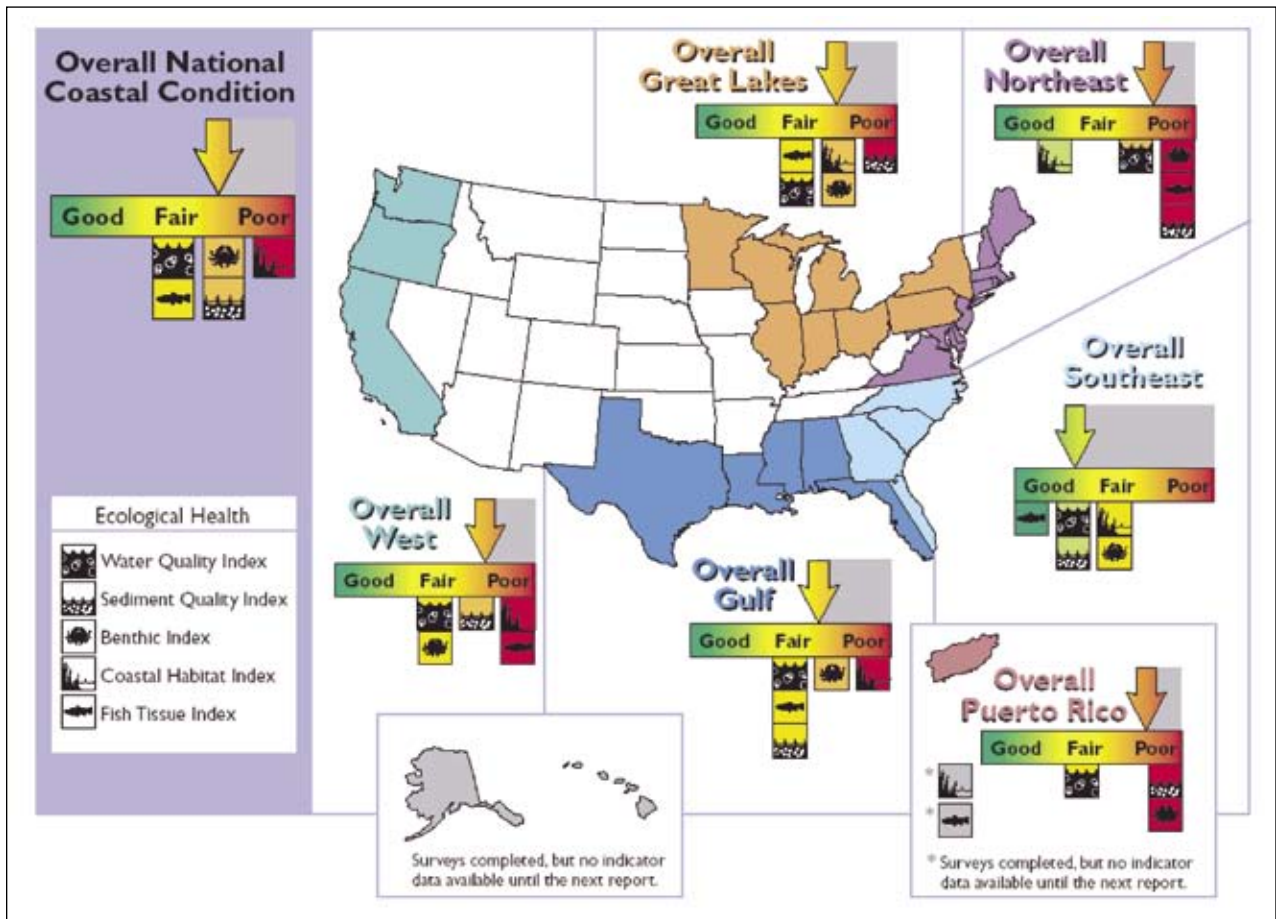 Overall National
Coastal Condition
Good Fair Poor
Ecological Health
Water Quality Index
Sediment Quality Index
Benthic Index
Coastal Habitat Index
Fish Tissue Index
Overall
Great Lakes
Good Fair Poor
Overall
Northeast
Good Fair Poor
Overall
Southeast
Good Fair Poor
Overall
West
Good Fair Poor
Overall
Gulf
Good Fair Poor
Surveys completed, but no indicator
data available until the next report.
Overall
Puerto Rico
Good Fair Poor
*
*
* Surveys completed, but no indicator
data available until the next report.